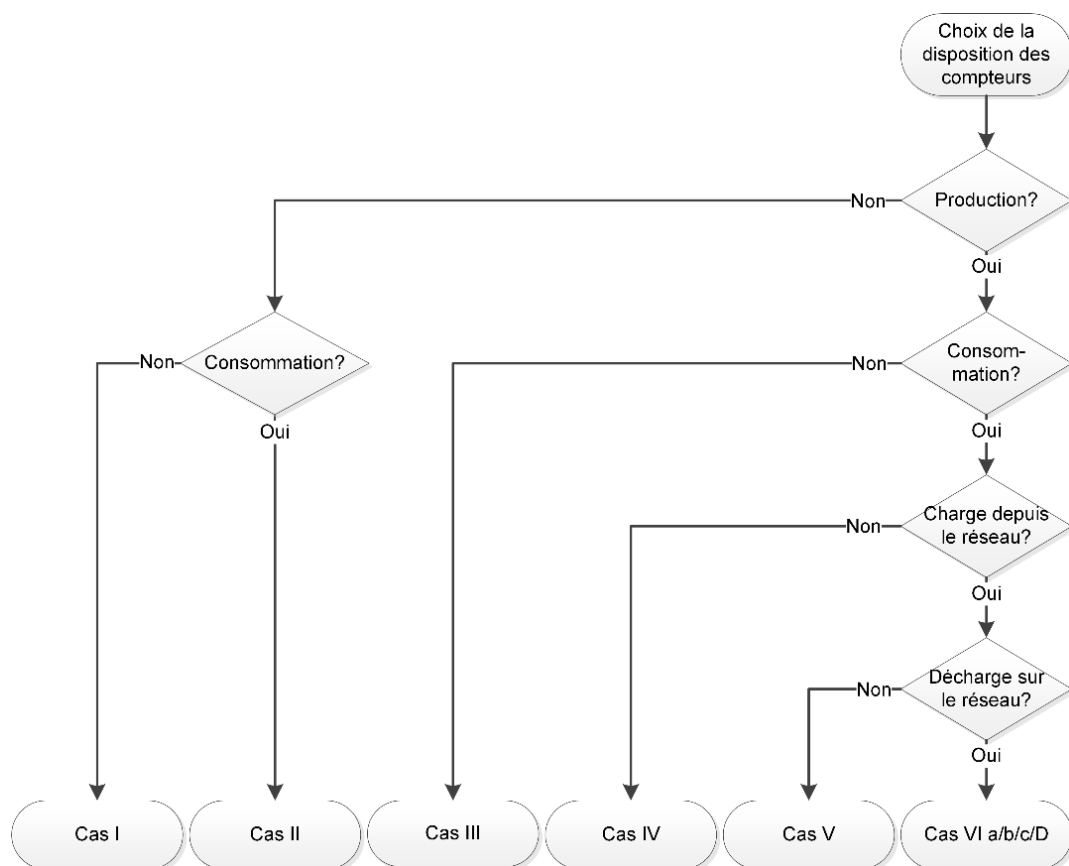 Choix de la
disposition des
compteurs
Non
Production?
Oui
Non
Consommation?
Non
Consom-
mation?
Oui
Oui
Non
Charge depuis
le réseau?
Oui
Non
Décharge sur
le réseau?
Oui
Cas I
Cas II
Cas III
Cas IV
Cas V
Cas VI a/b/c/D